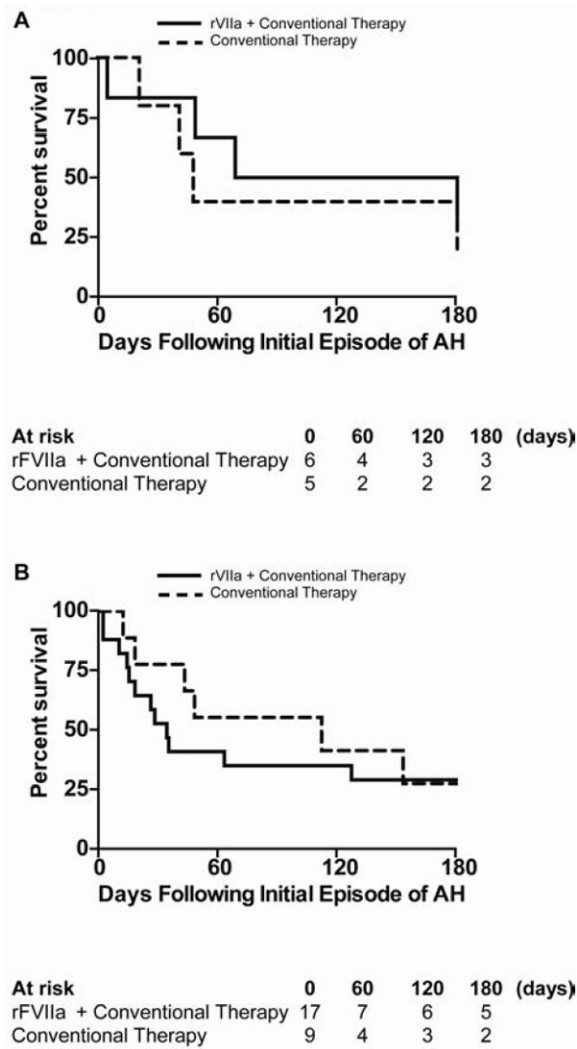 A
rVIIa + Conventional Therapy
Conventional Therapy
100
75
50
25
0
Percent survival
0 60 120 180
Days Following Initial Episode of AH
At risk 0 60 120 180 (days)
rFVIIa + Conventional Therapy 6 4 3 3
Conventional Therapy 5 2 2 2
B
rVIIa + Conventional Therapy
Conventional Therapy
100
75
50
25
0
Percent survival
0 60 120 180
Days Following Initial Episode of AH
At risk 0 60 120 180 (days)
rFVIIa + Conventional Therapy 17 7 6 5
Conventional Therapy 9 4 3 2